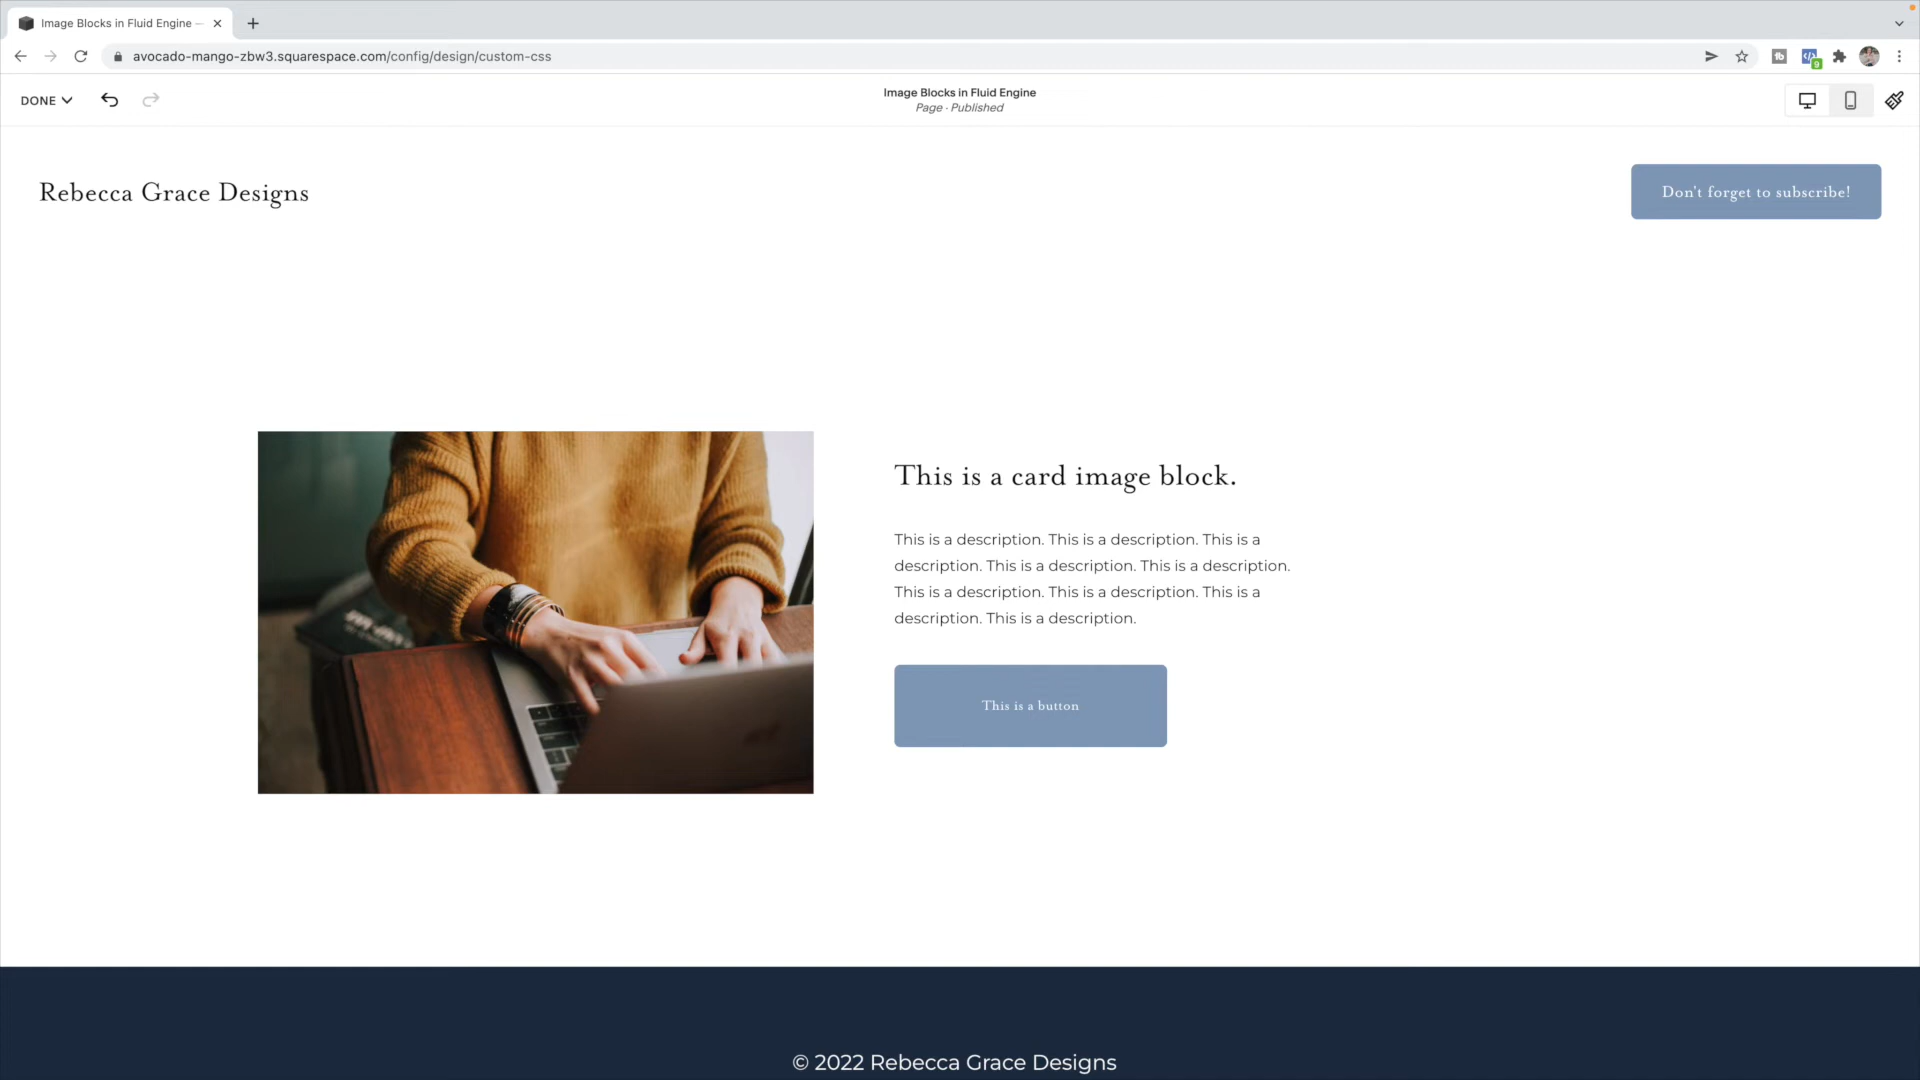 Image Blocks in Fluid Engine —
avocado-mango-zbw3.squarespace.com/config/design/custom-css
9
DONE
Image Blocks in Fluid Engine
Page · Published
Rebecca Grace Designs
Don't forget to subscribe!
This is a card image block.
This is a description. This is a description. This is a
description. This is a description. This is a description.
This is a description. This is a description. This is a
description. This is a description.
This is a button
© 2022 Rebecca Grace Designs